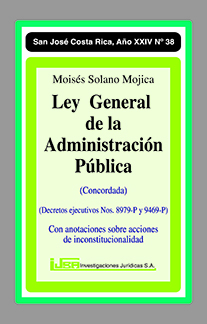 San José Costa Rica, Año XXIV Nº 38
Moisés Solano Mojica
Ley General
de la
Administración
Pública
(Concordada)
(Decretos ejecutivos Nos. 8979-P y 9469-P)
Con anotaciones sobre acciones
de inconstitucionalidad
IJSA Investigaciones Jurídicas S.A.